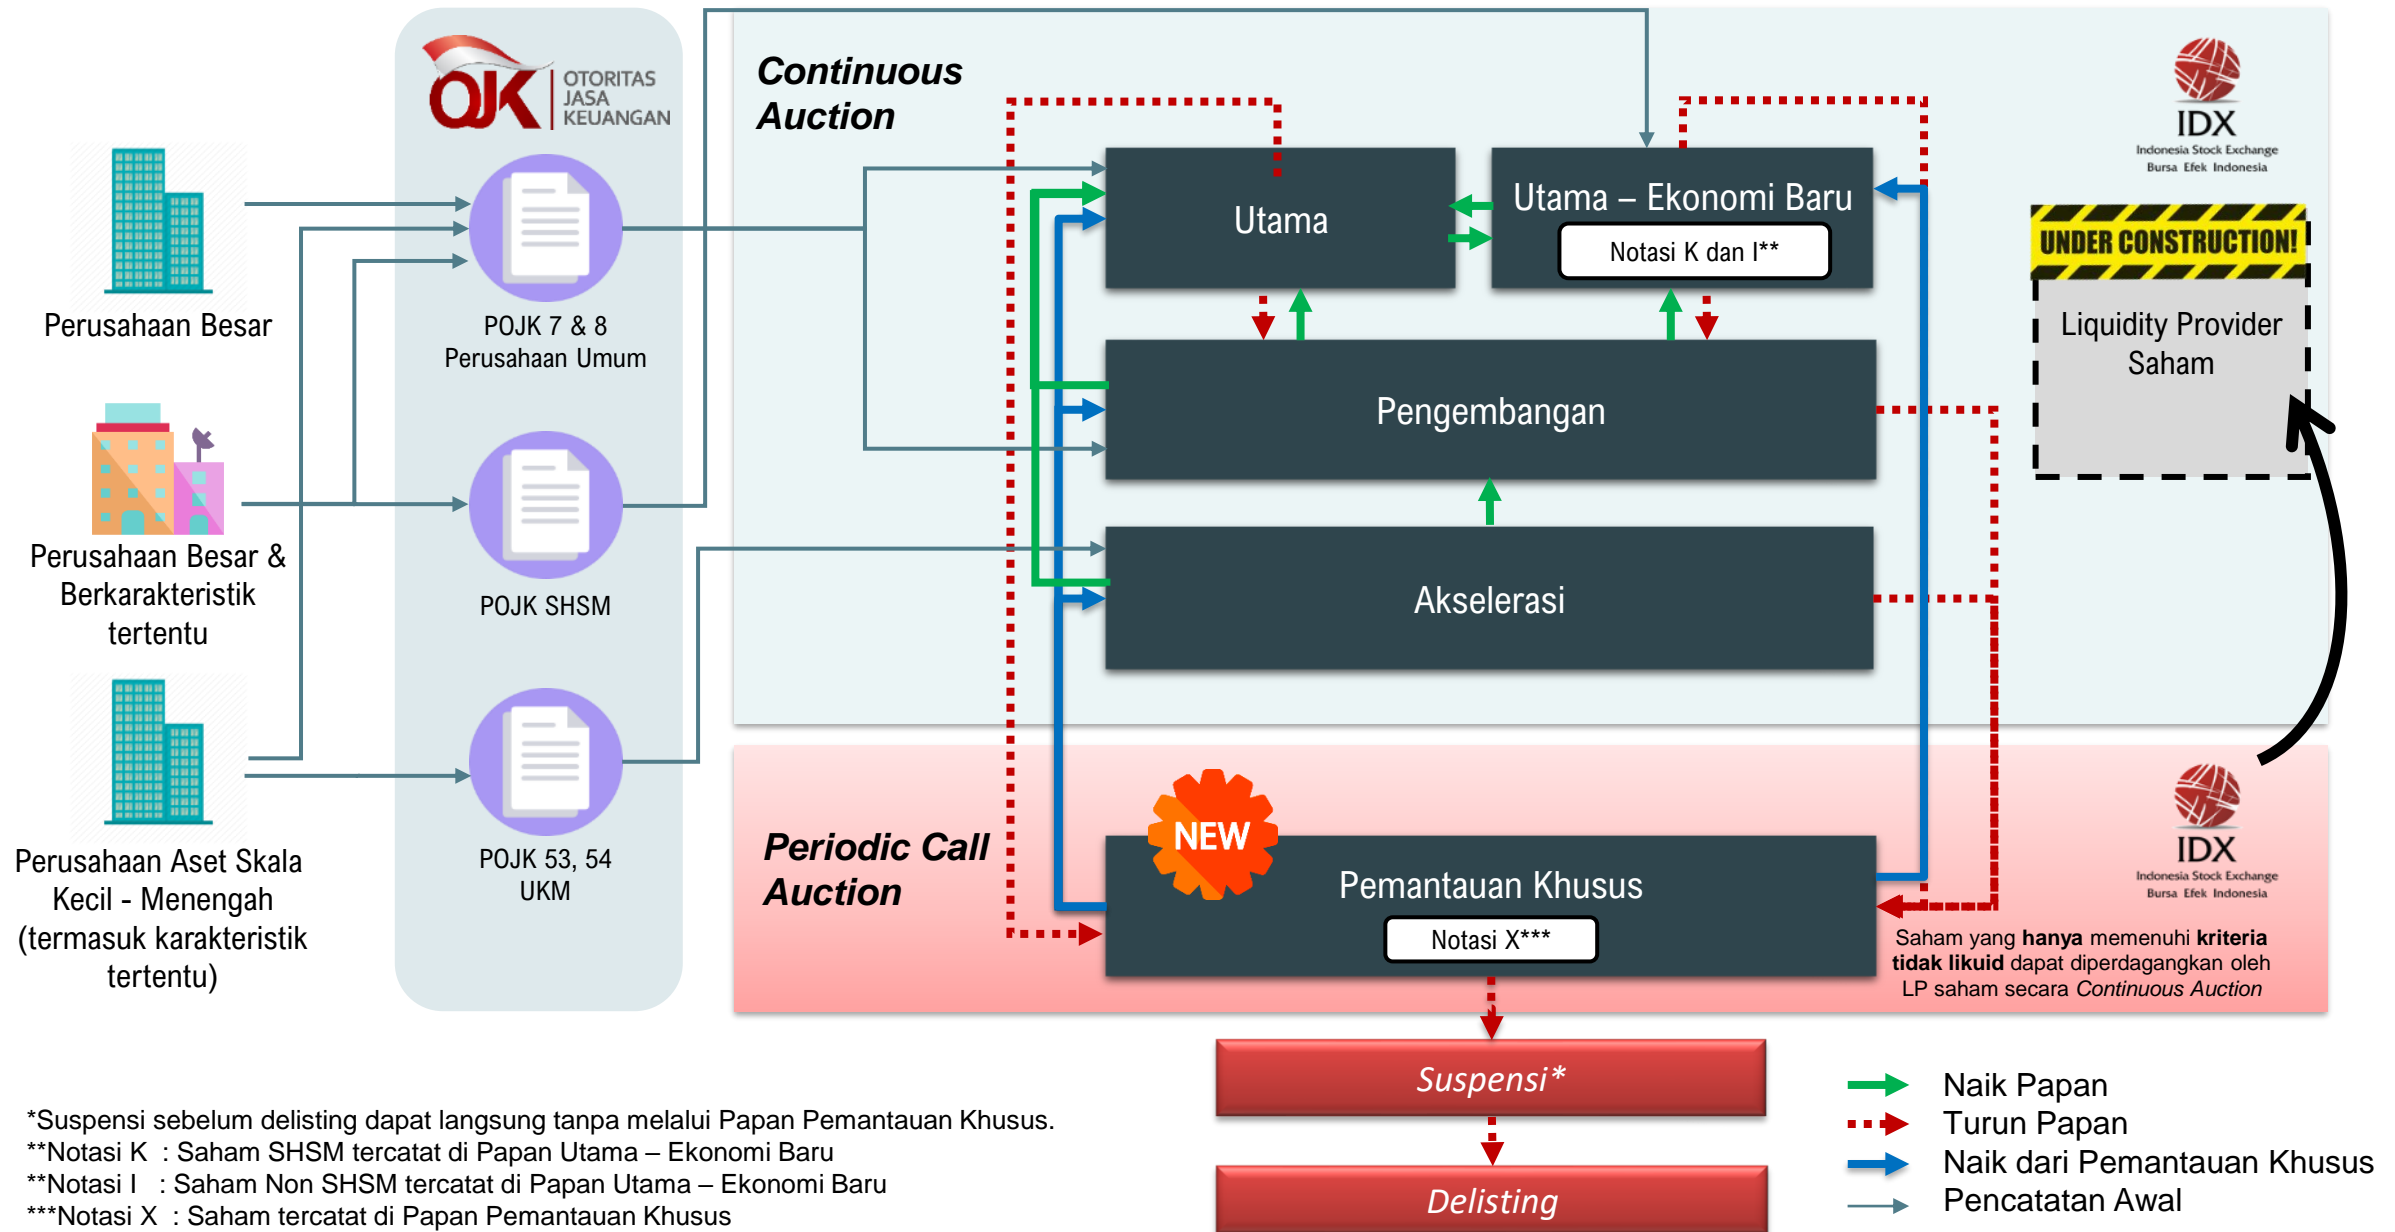 OJK
OTORITAS
JASA
KEUANGAN
Perusahaan Besar
Perusahaan Besar &
Berkarakteristik
tertentu
Perusahaan Aset Skala
Kecil - Menengah
(termasuk karakteristik
tertentu)
POJK 7 & 8
Perusahaan Umum
POJK SHSM
POJK 53, 54
UKM
Continuous
Auction
IDX
Indonesia Stock Exchange
Bursa Efek Indonesia
Utama
Utama – Ekonomi Baru
Notasi K dan I**
UNDER CONSTRUCTION!
Liquidity Provider
Saham
Pengembangan
Akselerasi
Periodic Call
Auction
NEW
Pemantauan Khusus
Notasi X***
IDX
Indonesia Stock Exchange
Bursa Efek Indonesia
Saham yang hanya memenuhi kriteria
tidak likuid dapat diperdagangkan oleh
LP saham secara Continuous Auction
Suspensi*
Delisting
Naik Papan
Turun Papan
Naik dari Pemantauan Khusus
Pencatatan Awal
*Suspensi sebelum delisting dapat langsung tanpa melalui Papan Pemantauan Khusus.
**Notasi K : Saham SHSM tercatat di Papan Utama – Ekonomi Baru
**Notasi I : Saham Non SHSM tercatat di Papan Utama – Ekonomi Baru
***Notasi X : Saham tercatat di Papan Pemantauan Khusus